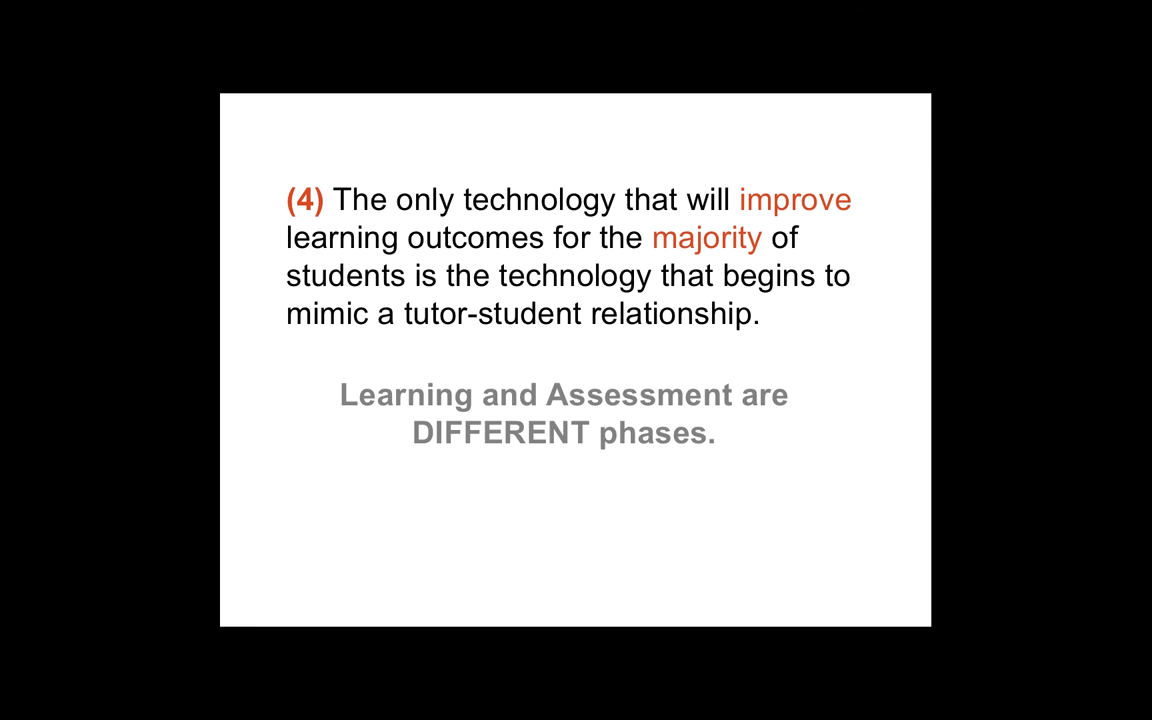 (4) The only technology that will improve
learning outcomes for the majority of
students is the technology that begins to
mimic a tutor-student relationship.
Learning and Assessment are
DIFFERENT phases.